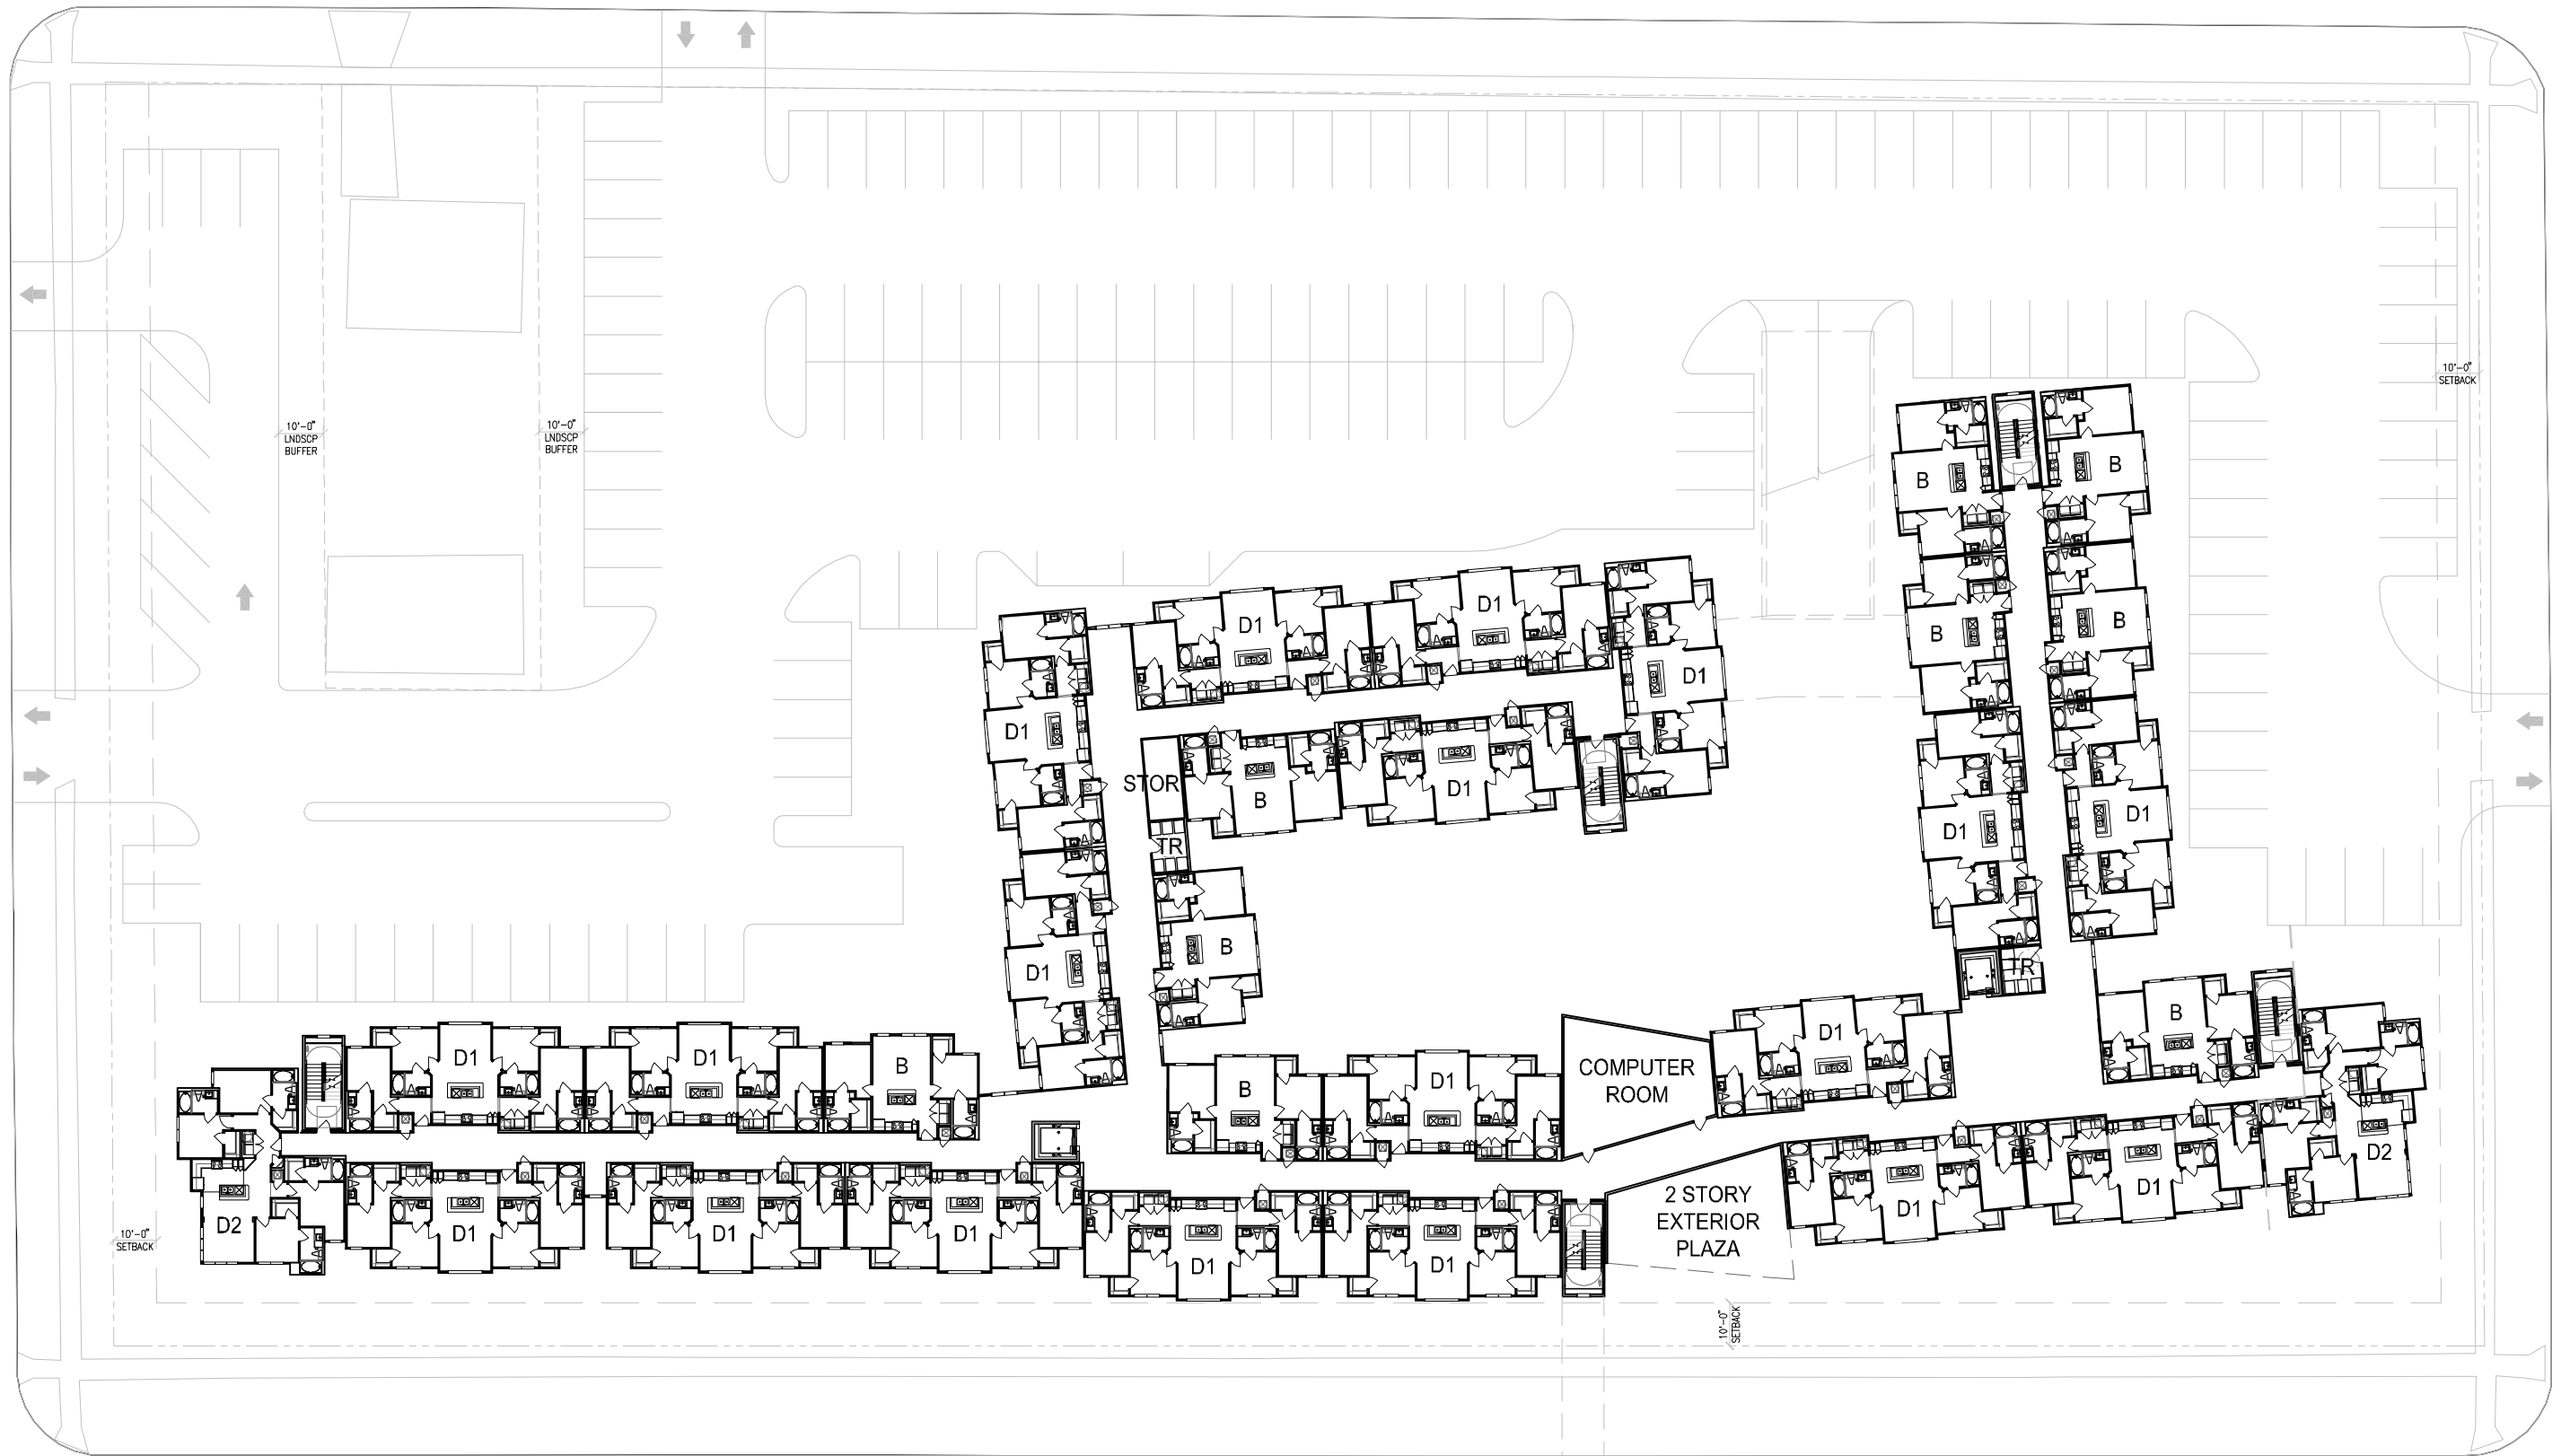 10'-0"
SETBACK
10'-0"
LNDSCP
BUFFER
10'-0"
LNDSCP
BUFFER
B
B
D1
D1
B
B
D1
D1
D1
STOR
B
D1
TR
D1
D1
B
D1
B
TR
B
D1
D1
D1
B
COMPUTER
ROOM
B
D1
D2
D2
D1
D1
D1
D1
D1
2 STORY
EXTERIOR
PLAZA
D1
D1
10'-0"
SETBACK
10'-0"
SETBACK